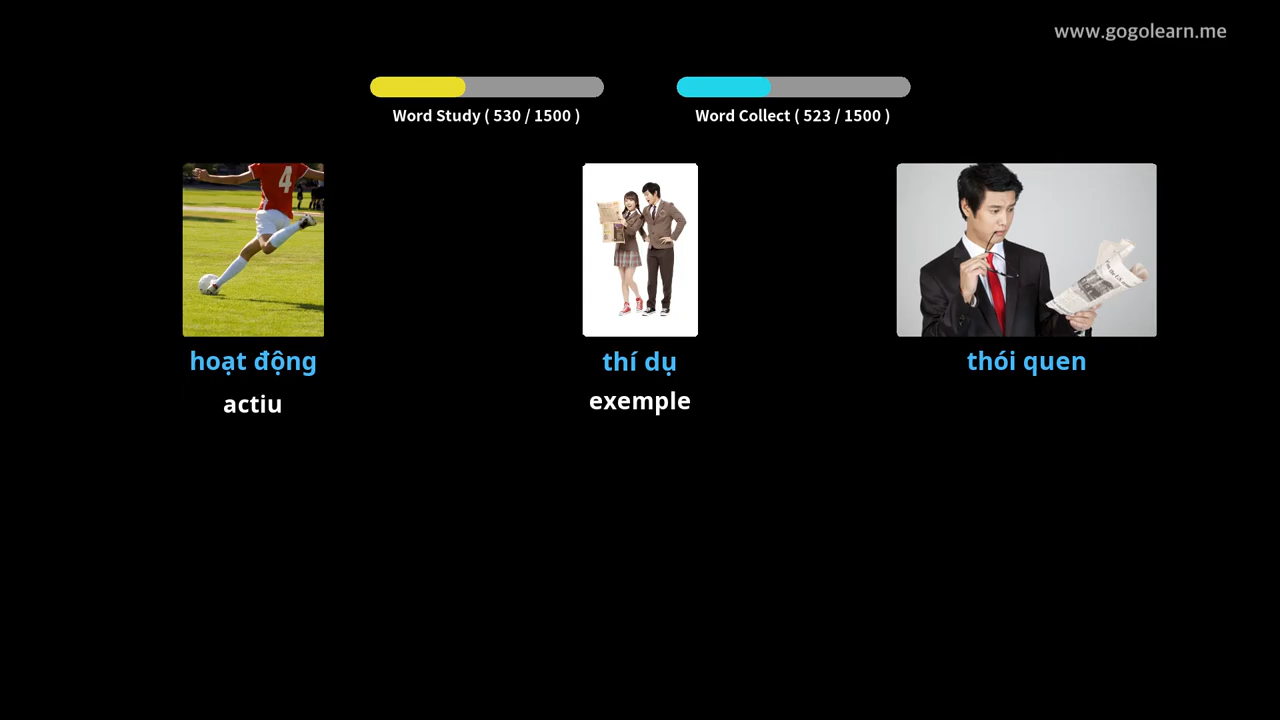 www.gogolearn.me
Word Study ( 530 / 1500 )
Word Collect ( 523 / 1500 )
4
hoạt động
thí dụ
thói quen
actiu
exemple